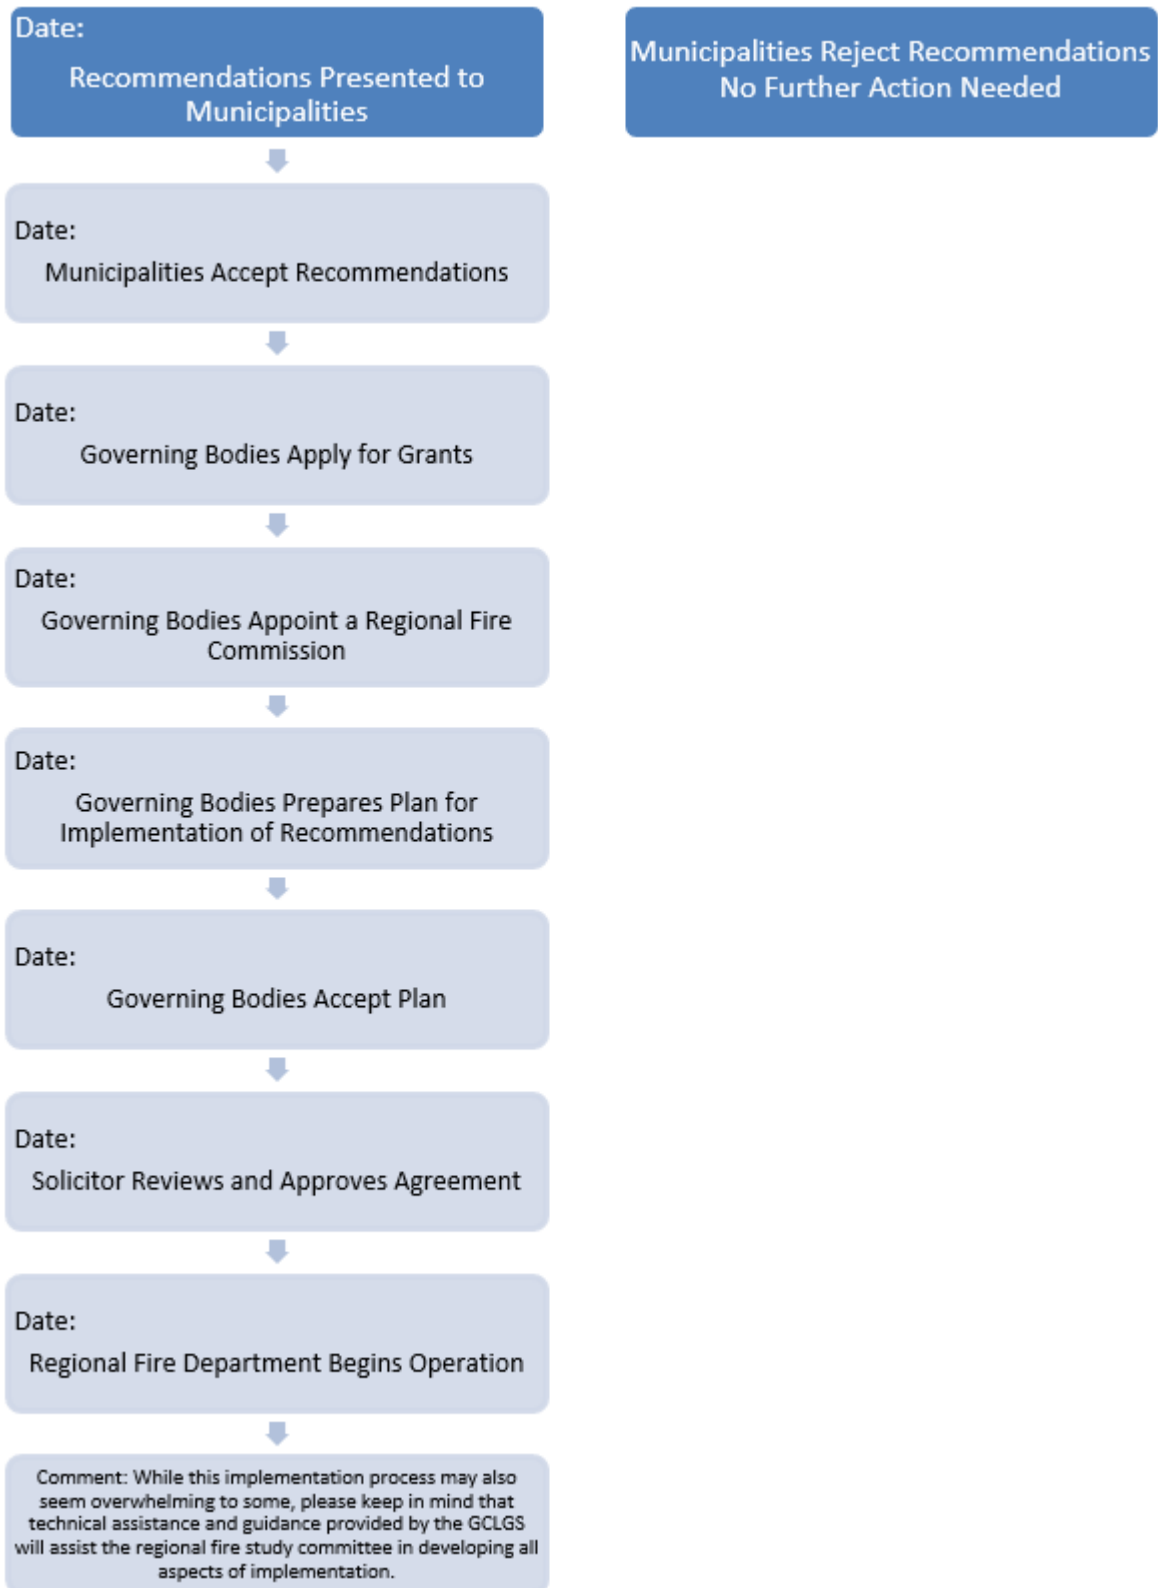 Date:
Recommendations Presented to
Municipalities
Municipalities Reject Recommendations
No Further Action Needed
Date:
Municipalities Accept Recommendations
Date:
Governing Bodies Apply for Grants
Date:
Governing Bodies Appoint a Regional Fire
Commission
Date:
Governing Bodies Prepares Plan for
Implementation of Recommendations
Date:
Governing Bodies Accept Plan
Date:
Solicitor Reviews and Approves Agreement
Date:
Regional Fire Department Begins Operation
Comment: While this implementation process may also
seem overwhelming to some, please keep in mind that
technical assistance and guidance provided by the GCLGS
will assist the regional fire study committee in developing all
aspects of implementation.